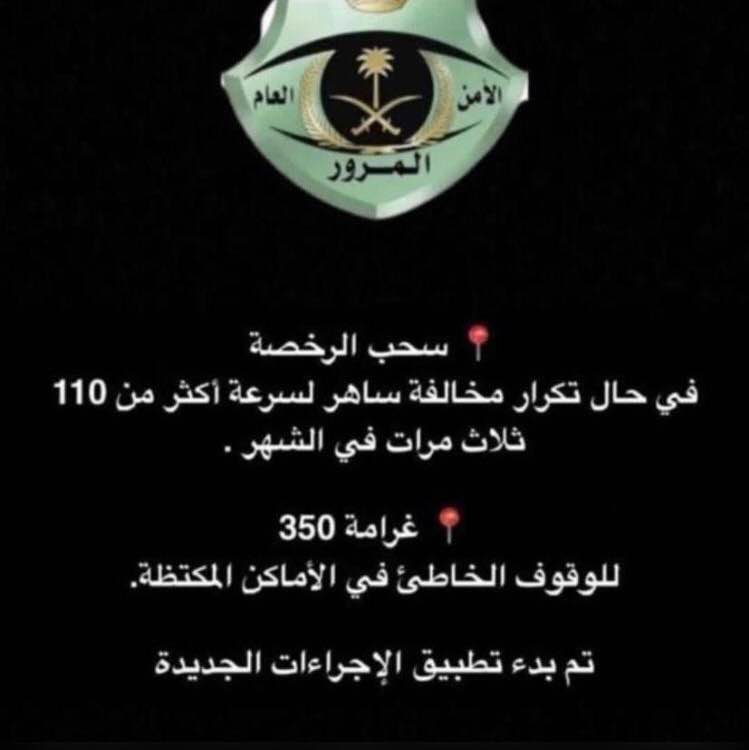 الأمن العام
المـرور
📍 سحب الرخصة
في حال تكرار مخالفة ساهر لسرعة أكثر من 110
ثلاث مرات في الشهر .
📍 غرامة 350
للوقوف الخاطئ في الأماكن المكتظة.
تم بدء تطبيق الإجراءات الجديدة